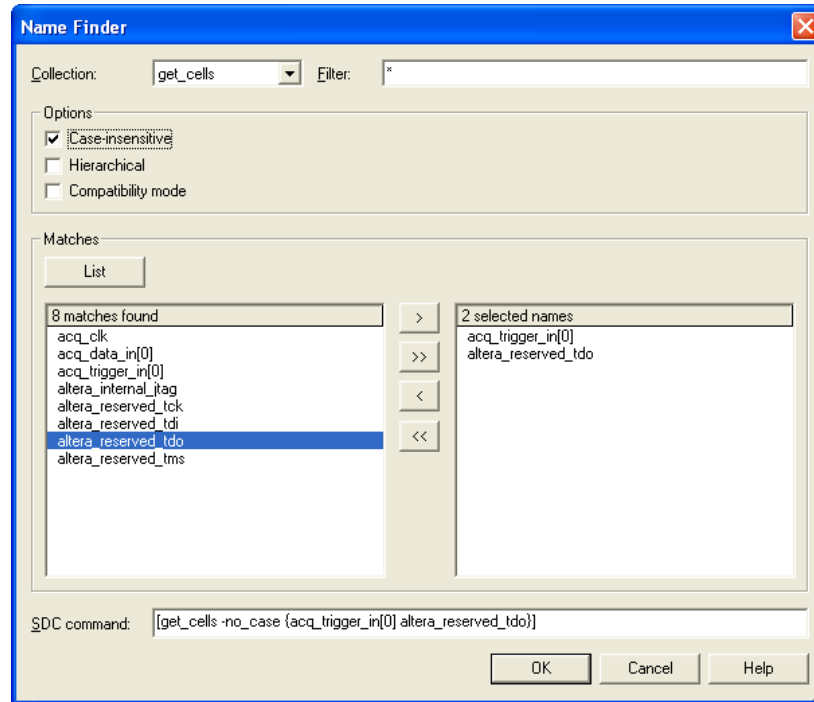 Name Finder
Collection: get_cells Filter: *
Options
Case-insensitive
Hierarchical
Compatibility mode
Matches
List
8 matches found
acq_clk
acq_data_in[0]
acq_trigger_in[0]
altera_internal_jtag
altera_reserved_tck
altera_reserved_tdi
altera_reserved_tdo
altera_reserved_tms
>
>>
<
<<
2 selected names
acq_trigger_in[0]
altera_reserved_tdo
SDC command: [get_cells -no_case {acq_trigger_in[0] altera_reserved_tdo}]
OK Cancel Help